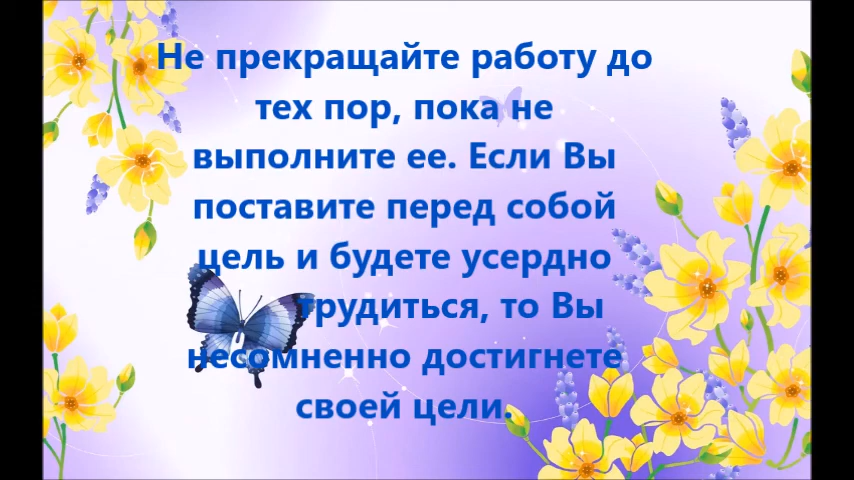 Не прекращайте работу до
тех пор, пока не
выполните ее. Если Вы
поставите перед собой
цель и будете усердно
трудиться, то Вы
несомненно достигнете
своей цели.